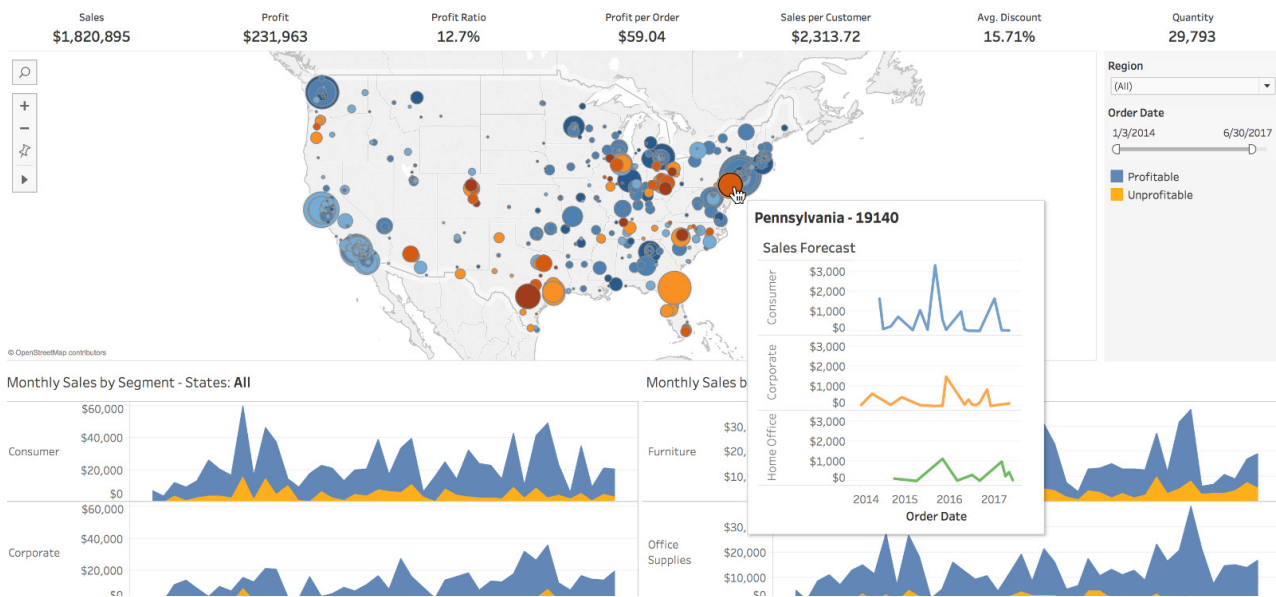 Sales Profit Profit Ratio Profit per Order Sales per Customer Avg. Discount Quantity
$1,820,895 $231,963 12.7% $59.04 $2,313.72 15.71% 29,793
Region
(All)
Order Date
1/3/2014 6/30/2017
Profitable
Unprofitable
© OpenStreetMap contributors
Pennsylvania - 19140
Sales Forecast
Consumer
$3,000
$2,000
$1,000
$0
Corporate
$3,000
$2,000
$1,000
$0
Home Office
$3,000
$2,000
$1,000
$0
2014 2015 2016 2017
Order Date
Monthly Sales by Segment - States: All
Consumer
$60,000
$40,000
$20,000
$0
Corporate
$60,000
$40,000
$20,000
$0
Monthly Sales b
Furniture
$30,
$20,
$10,
Office
Supplies
$30,
$20,000
$10,000
$0